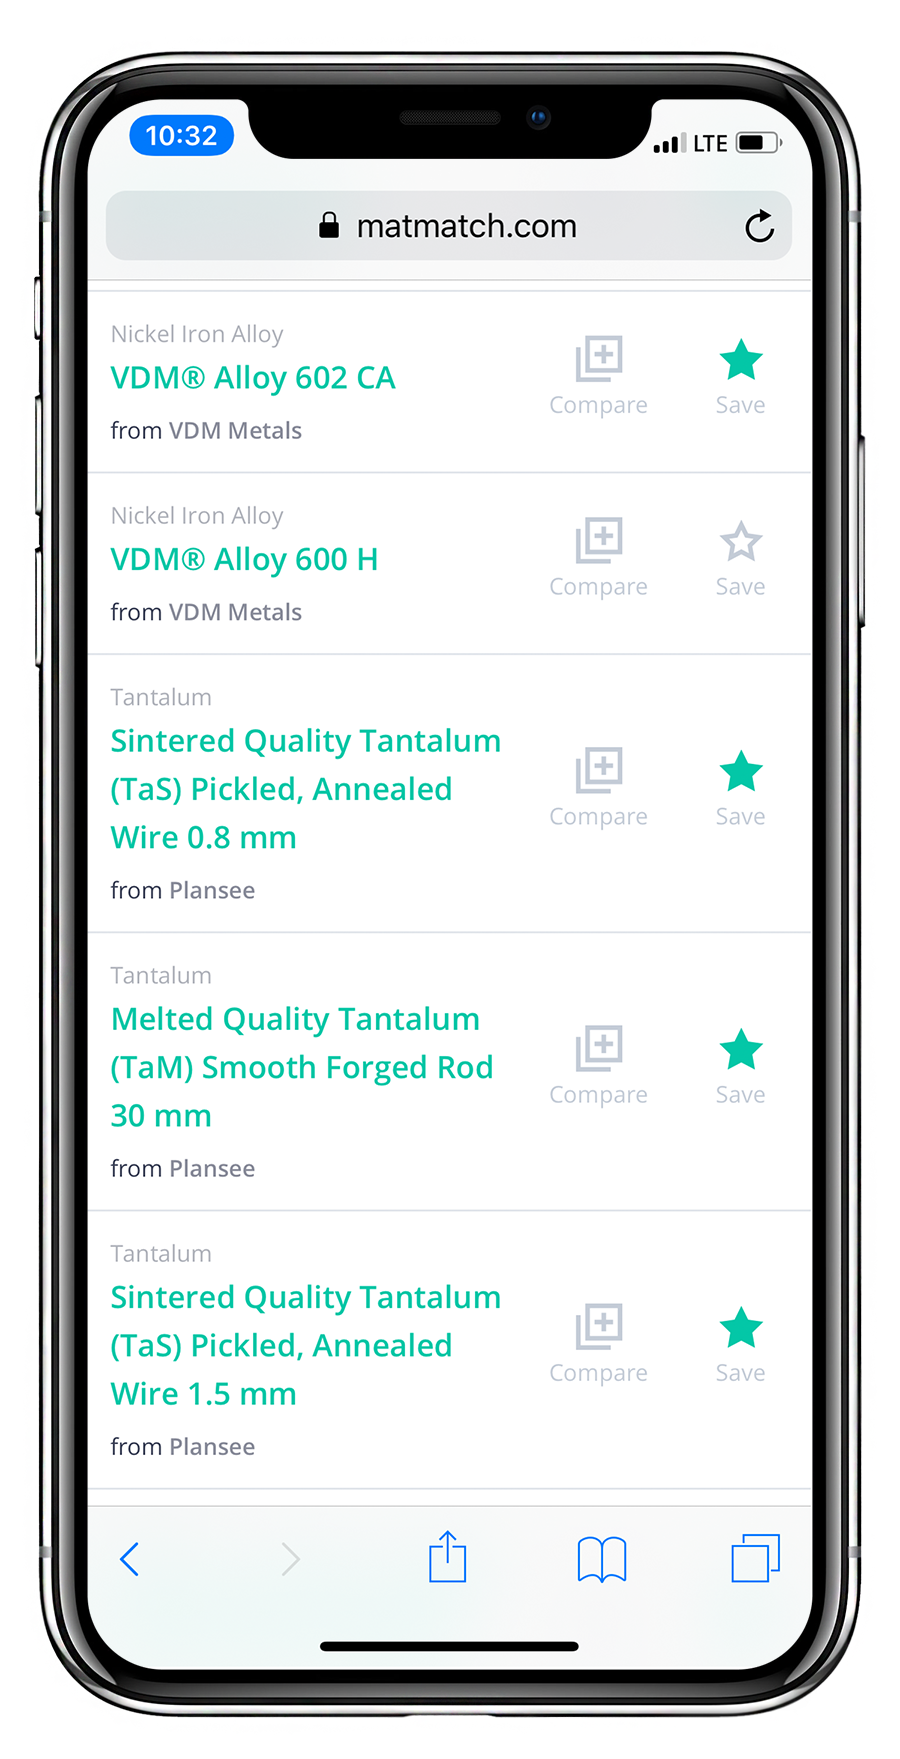 10:32
LTE
matmatch.com
Nickel Iron Alloy
VDM® Alloy 602 CA
from VDM Metals
Compare
Save
Nickel Iron Alloy
VDM® Alloy 600 H
from VDM Metals
Compare
Save
Tantalum
Sintered Quality Tantalum
(TaS) Pickled, Annealed
Wire 0.8 mm
from Plansee
Compare
Save
Tantalum
Melted Quality Tantalum
(TaM) Smooth Forged Rod
30 mm
from Plansee
Compare
Save
Tantalum
Sintered Quality Tantalum
(TaS) Pickled, Annealed
Wire 1.5 mm
from Plansee
Compare
Save